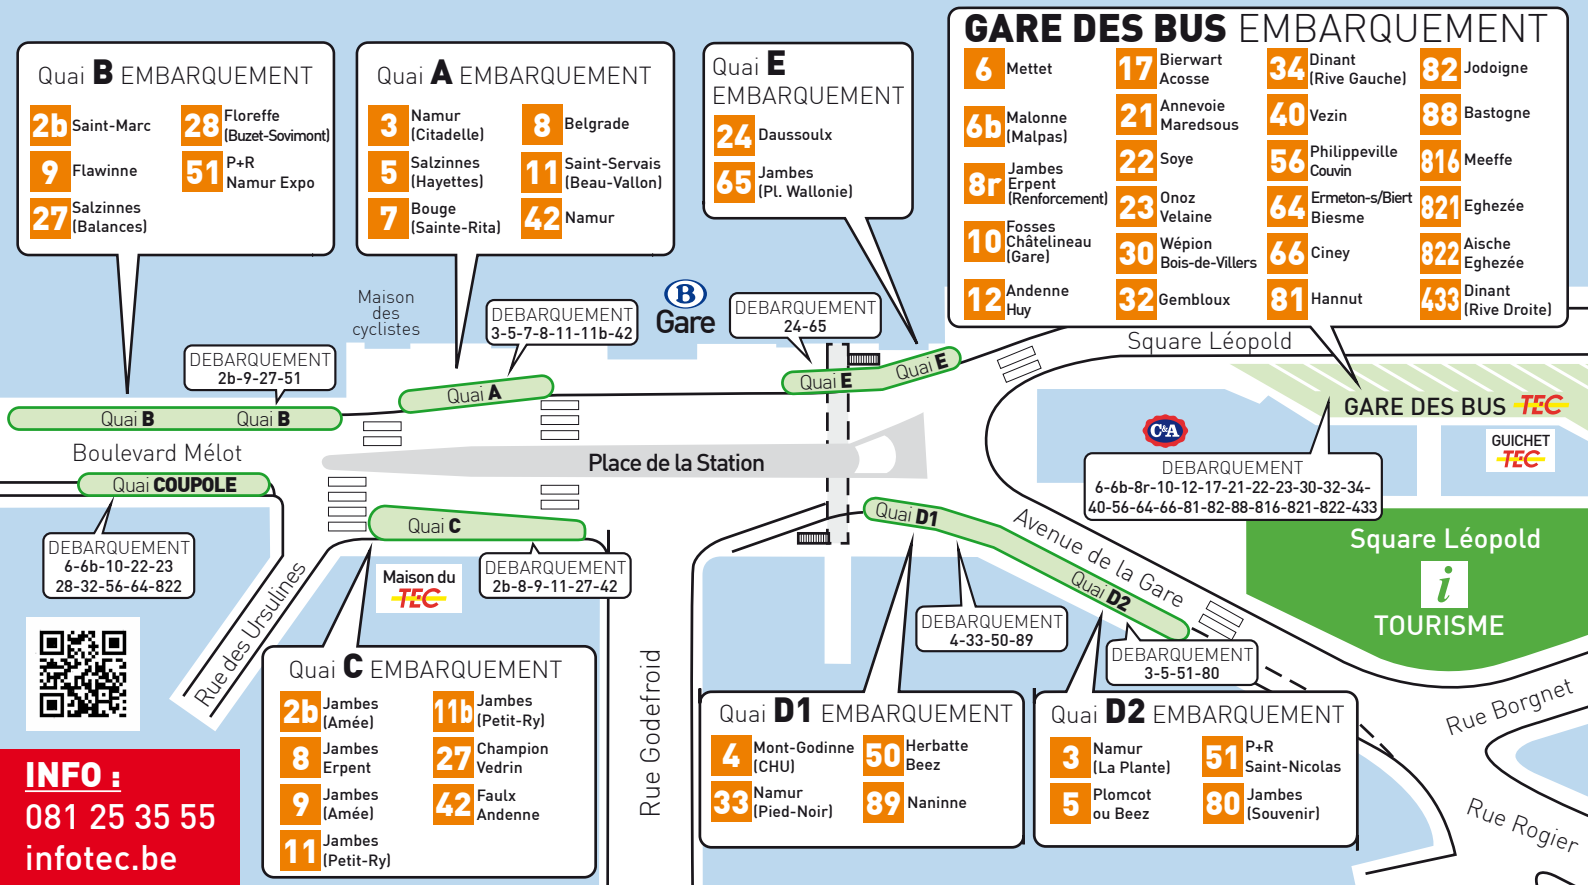 Quai B EMBARQUEMENT
2b Saint-Marc
9 Flawinne
27 Salzinnes
(Balances)
28 Floreffe
(Buzet-Sovimont)
51 P+R
Namur Expo
Quai A EMBARQUEMENT
3 Namur
(Citadelle)
5 Salzinnes
(Hayettes)
7 Bouge
(Sainte-Rita)
8 Belgrade
11 Saint-Servais
(Beau-Vallon)
42 Namur
Quai E
EMBARQUEMENT
24 Daussoulx
65 Jambes
(Pl. Wallonie)
GARE DES BUS EMBARQUEMENT
6 Mettet
6b Malonne
(Malpas)
8r Jambes
Erpent
(Renforcement)
10 Fosses
Châtelineau
(Gare)
12 Andenne
Huy
17 Bierwart
Acosse
21 Annevoie
Maredsous
22 Soye
23 Onoz
Velaine
30 Wépion
Bois-de-Villers
32 Gembloux
34 Dinant
(Rive Gauche)
40 Vezin
56 Philippeville
Couvin
64 Ermeton-s/Biert
Biesme
66 Ciney
81 Hannut
82 Jodoigne
88 Bastogne
816 Meeffe
821 Eghezée
822 Aische
Eghezée
433 Dinant
(Rive Droite)
Maison
des
cyclistes
DEBARQUEMENT
3-5-7-8-11-11b-42
B
Gare
DEBARQUEMENT
24-65
DEBARQUEMENT
2b-9-27-51
Square Léopold
Quai B
Quai B
Quai A
Quai E
Quai E
GARE DES BUS TEC
C&A
GUICHET
TEC
Boulevard Mélot
Place de la Station
Quai COUPOLE
DEBARQUEMENT
6-6b-8r-10-12-17-21-22-23-30-32-34-
40-56-64-66-81-82-88-816-821-822-433
Quai C
Quai D1
Quai D2
Avenue de la Gare
Square Léopold
i
TOURISME
DEBARQUEMENT
6-6b-10-22-23
28-32-56-64-822
Maison du
TEC
DEBARQUEMENT
2b-8-9-11-27-42
DEBARQUEMENT
4-33-50-89
DEBARQUEMENT
3-5-51-80
Rue des Ursulines
Rue Godefroid
Rue Borgnet
Rue Rogier
Quai C EMBARQUEMENT
2b Jambes
(Amée)
8 Jambes
Erpent
9 Jambes
(Amée)
11 Jambes
(Petit-Ry)
11b Jambes
(Petit-Ry)
27 Champion
Vedrin
42 Faulx
Andenne
Quai D1 EMBARQUEMENT
4 Mont-Godinne
(CHU)
33 Namur
(Pied-Noir)
50 Herbatte
Beez
89 Naninne
Quai D2 EMBARQUEMENT
3 Namur
(La Plante)
5 Plomcot
ou Beez
51 P+R
Saint-Nicolas
80 Jambes
(Souvenir)
INFO :
081 25 35 55
infotec.be